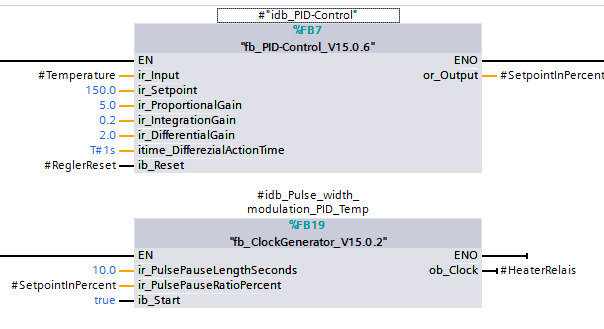 #"idb_PID-Control"
%FB7
"fb_PID-Control_V15.0.6"
EN ENO
#Temperature ir_Input or_Output #SetpointInPercent
150.0 ir_Setpoint
5.0 ir_ProportionalGain
0.2 ir_IntegrationGain
2.0 ir_DifferentialGain
T#1s itime_DifferezialActionTime
#ReglerReset ib_Reset
#idb_Pulse_width_
modulation_PID_Temp
%FB19
"fb_ClockGenerator_V15.0.2"
EN ENO
10.0 ir_PulsePauseLengthSeconds ob_Clock #HeaterRelais
#SetpointInPercent ir_PulsePauseRatioPercent
true ib_Start